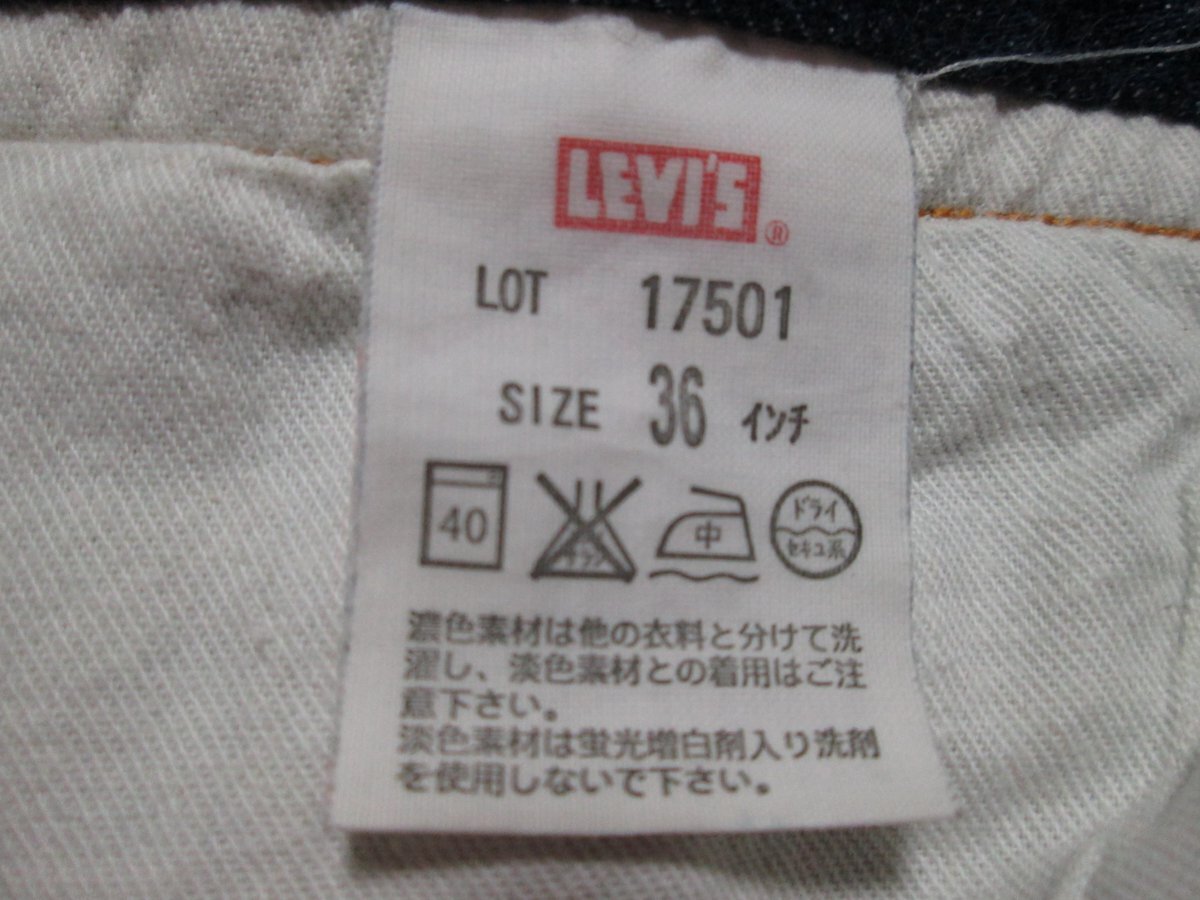 LEVI'S®
LOT 17501
SIZE 36 インチ
40 中 ドライ
セキユ系
濃色素材は他の衣料と分けて洗
濯し、淡色素材との着用はご注
意下さい。
淡色素材は蛍光増白剤入り洗剤
を使用しないで下さい。